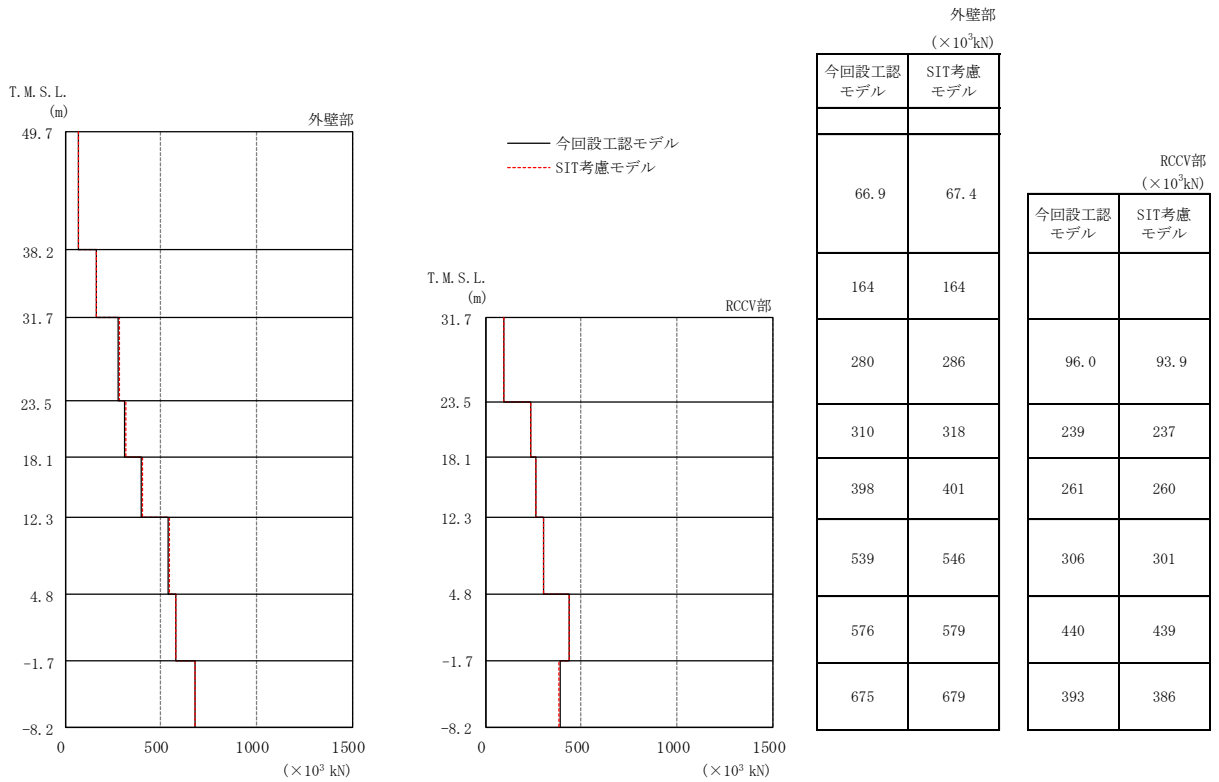 T.M.S.L.
(m)
外壁部
49.7
38.2
31.7
23.5
18.1
12.3
4.8
-1.7
-8.2
0
500
1000
1500
(×10³ kN)
今回設工認モデル
SIT考慮モデル
T.M.S.L.
(m)
RCCV部
31.7
23.5
18.1
12.3
4.8
-1.7
-8.2
0
500
1000
1500
(×10³ kN)
外壁部
(×10³kN)
今回設工認
モデル
SIT考慮
モデル
66.9 67.4
164 164
280 286
310 318
398 401
539 546
576 579
675 679
RCCV部
(×10³kN)
今回設工認
モデル
SIT考慮
モデル
96.0 93.9
239 237
261 260
306 301
440 439
393 386